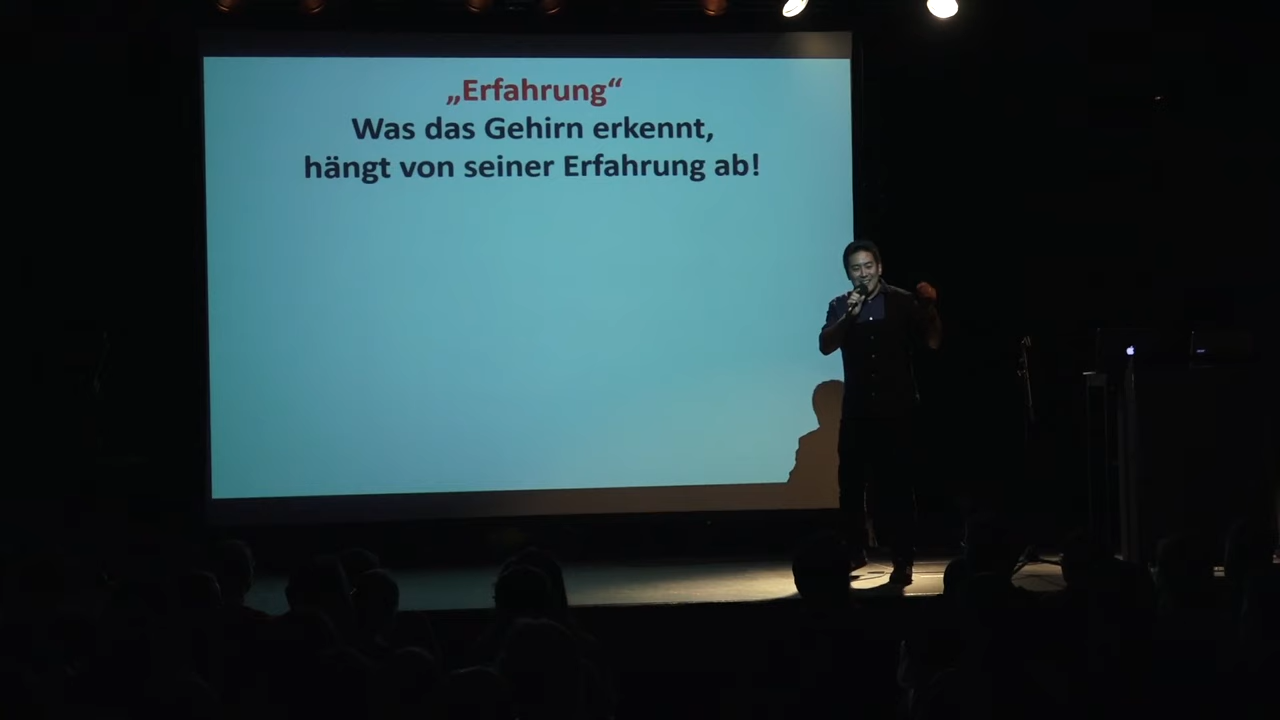 „Erfahrung“
Was das Gehirn erkennt,
hängt von seiner Erfahrung ab!